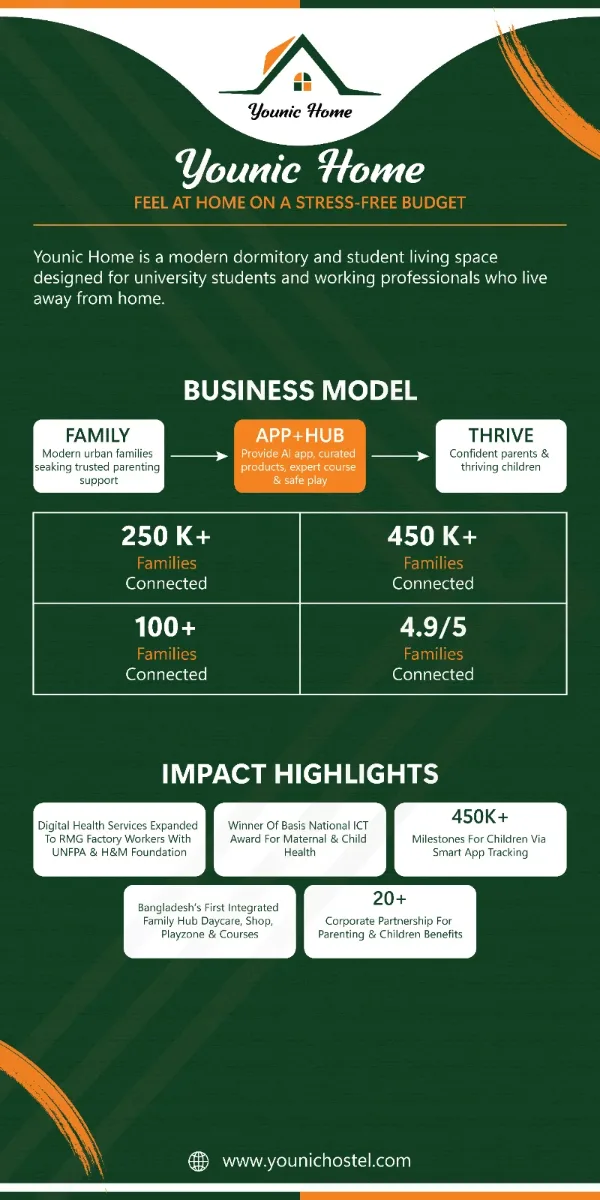 Younic Home
Younic Home
FEEL AT HOME ON A STRESS-FREE BUDGET
Younic Home is a modern dormitory and student living space
designed for university students and working professionals who live
away from home.
BUSINESS MODEL
FAMILY
Modern urban families
seaking trusted parenting
support
APP+HUB
Provide AI app, curated
products, expert course
& safe play
THRIVE
Confident parents &
thriving children
250 K+
Families
Connected
450 K+
Families
Connected
100+
Families
Connected
4.9/5
Families
Connected
IMPACT HIGHLIGHTS
Digital Health Services Expanded
To RMG Factory Workers With
UNFPA & H&M Foundation
Winner Of Basis National ICT
Award For Maternal & Child
Health
450K+
Milestones For Children Via
Smart App Tracking
Bangladesh's First Integrated
Family Hub Daycare, Shop,
Playzone & Courses
20+
Corporate Partnership For
Parenting & Children Benefits
www.younichostel.com